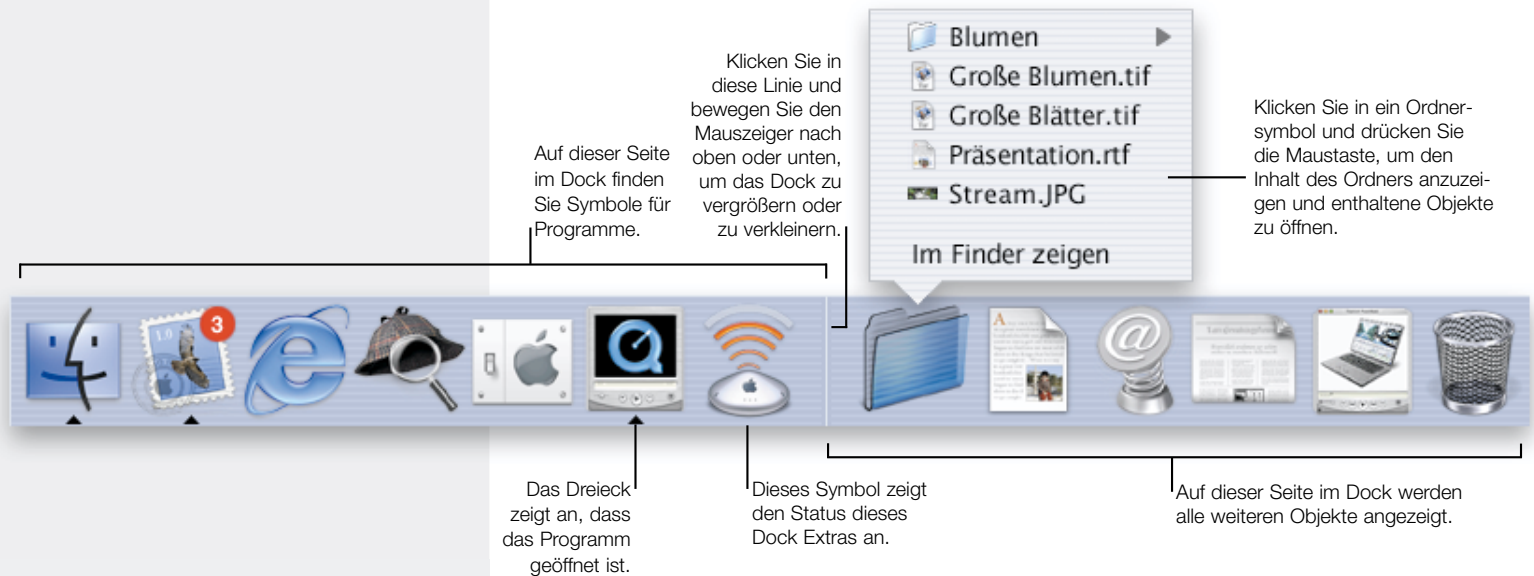 Auf dieser Seite
im Dock finden
Sie Symbole für
Programme.
Klicken Sie in
diese Linie und
bewegen Sie den
Mauszeiger nach
oben oder unten,
um das Dock zu
vergrößern oder
zu verkleinern.
Blumen
Große Blumen.tif
Große Blätter.tif
Präsentation.rtf
Stream.JPG
Im Finder zeigen
Klicken Sie in ein Ordner-
symbol und drücken Sie
die Maustaste, um den
Inhalt des Ordners anzuzei-
gen und enthaltene Objekte
zu öffnen.
1.0
3
@
Das Dreieck
zeigt an, dass
das Programm
geöffnet ist.
Dieses Symbol zeigt
den Status dieses
Dock Extras an.
Auf dieser Seite im Dock werden
alle weiteren Objekte angezeigt.